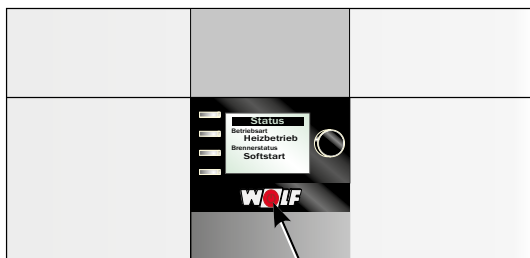 Status
Betriebsart
Heizbetrieb
Brennerstatus
Softstart
WOLF